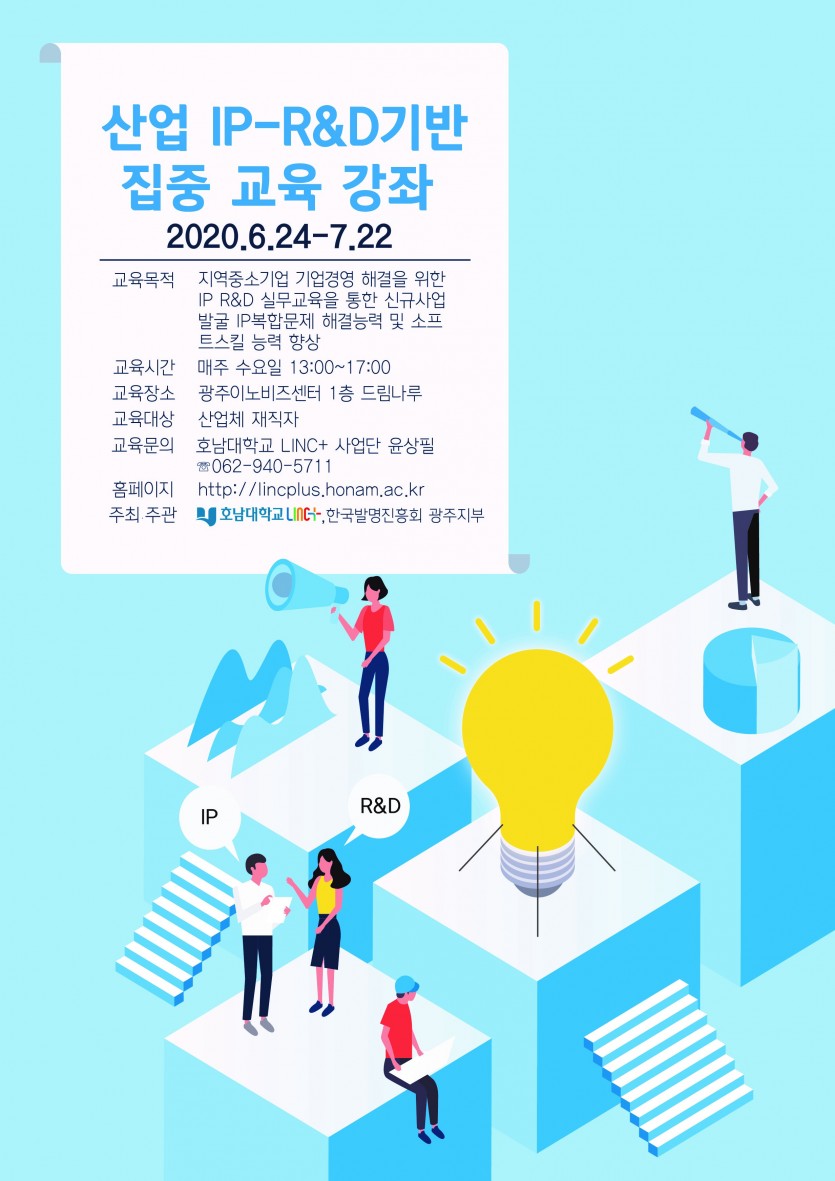 산업 IP-R&D기반
집중 교육 강좌
2020.6.24-7.22
교육목적 지역중소기업 기업경영 해결을 위한
IP R&D 실무교육을 통한 신규사업
발굴 IP복합문제 해결능력 및 소프
트스킬 능력 향상
교육시간 매주 수요일 13:00~17:00
교육장소 광주이노비즈센터 1층 드림나루
교육대상 산업체 재직자
교육문의 호남대학교 LINC+ 사업단 윤상필
☏062-940-5711
홈페이지 http://lincplus.honam.ac.kr
주최.주관 호남대학교 LINC+,한국발명진흥회 광주지부
IP
R&D